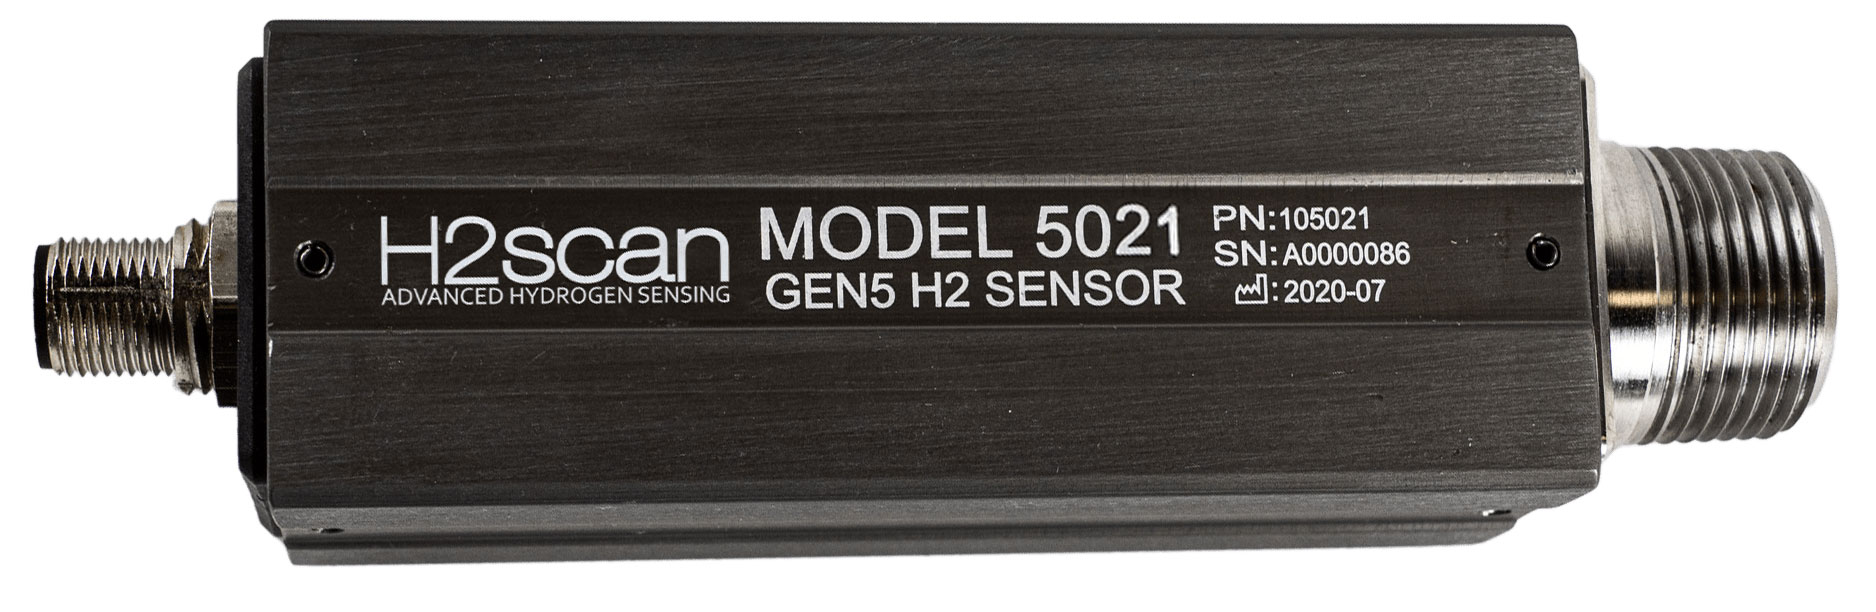 H2scan
ADVANCED HYDROGEN SENSING
MODEL 5021
GEN5 H2 SENSOR
PN:105021
SN:A0000086
:2020-07